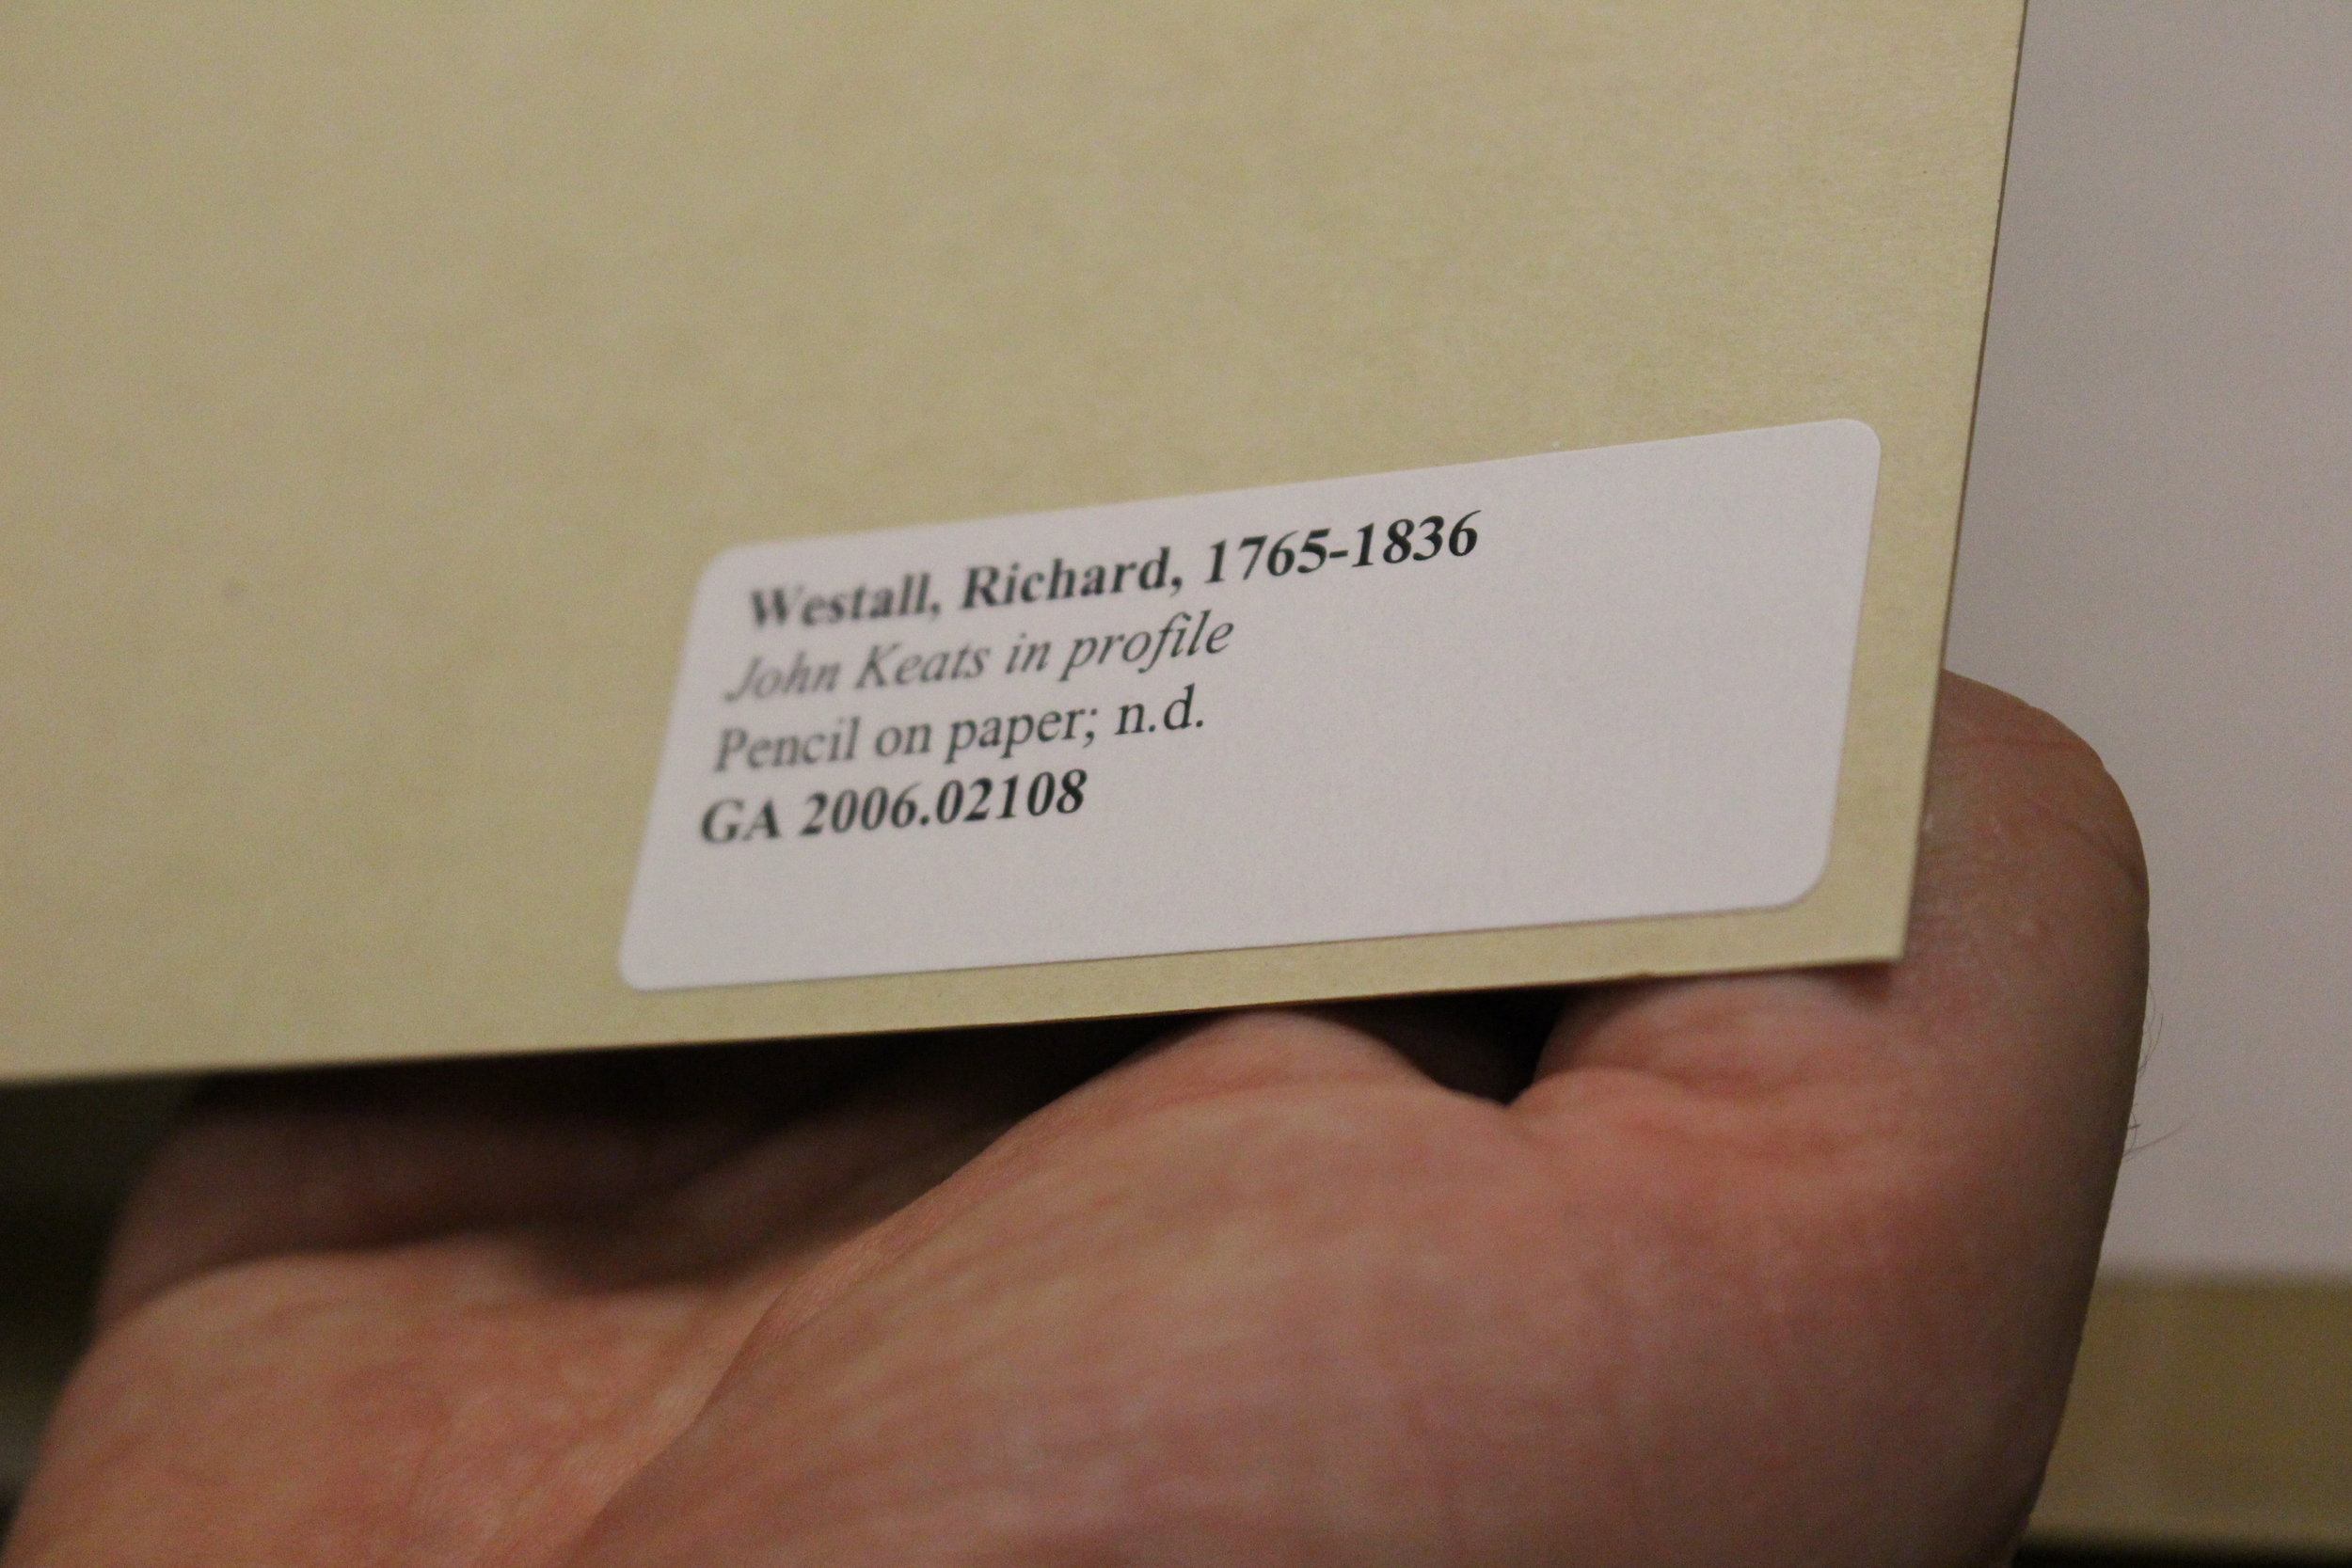 Westall, Richard, 1765-1836
John Keats in profile
Pencil on paper; n.d.
GA 2006.02108